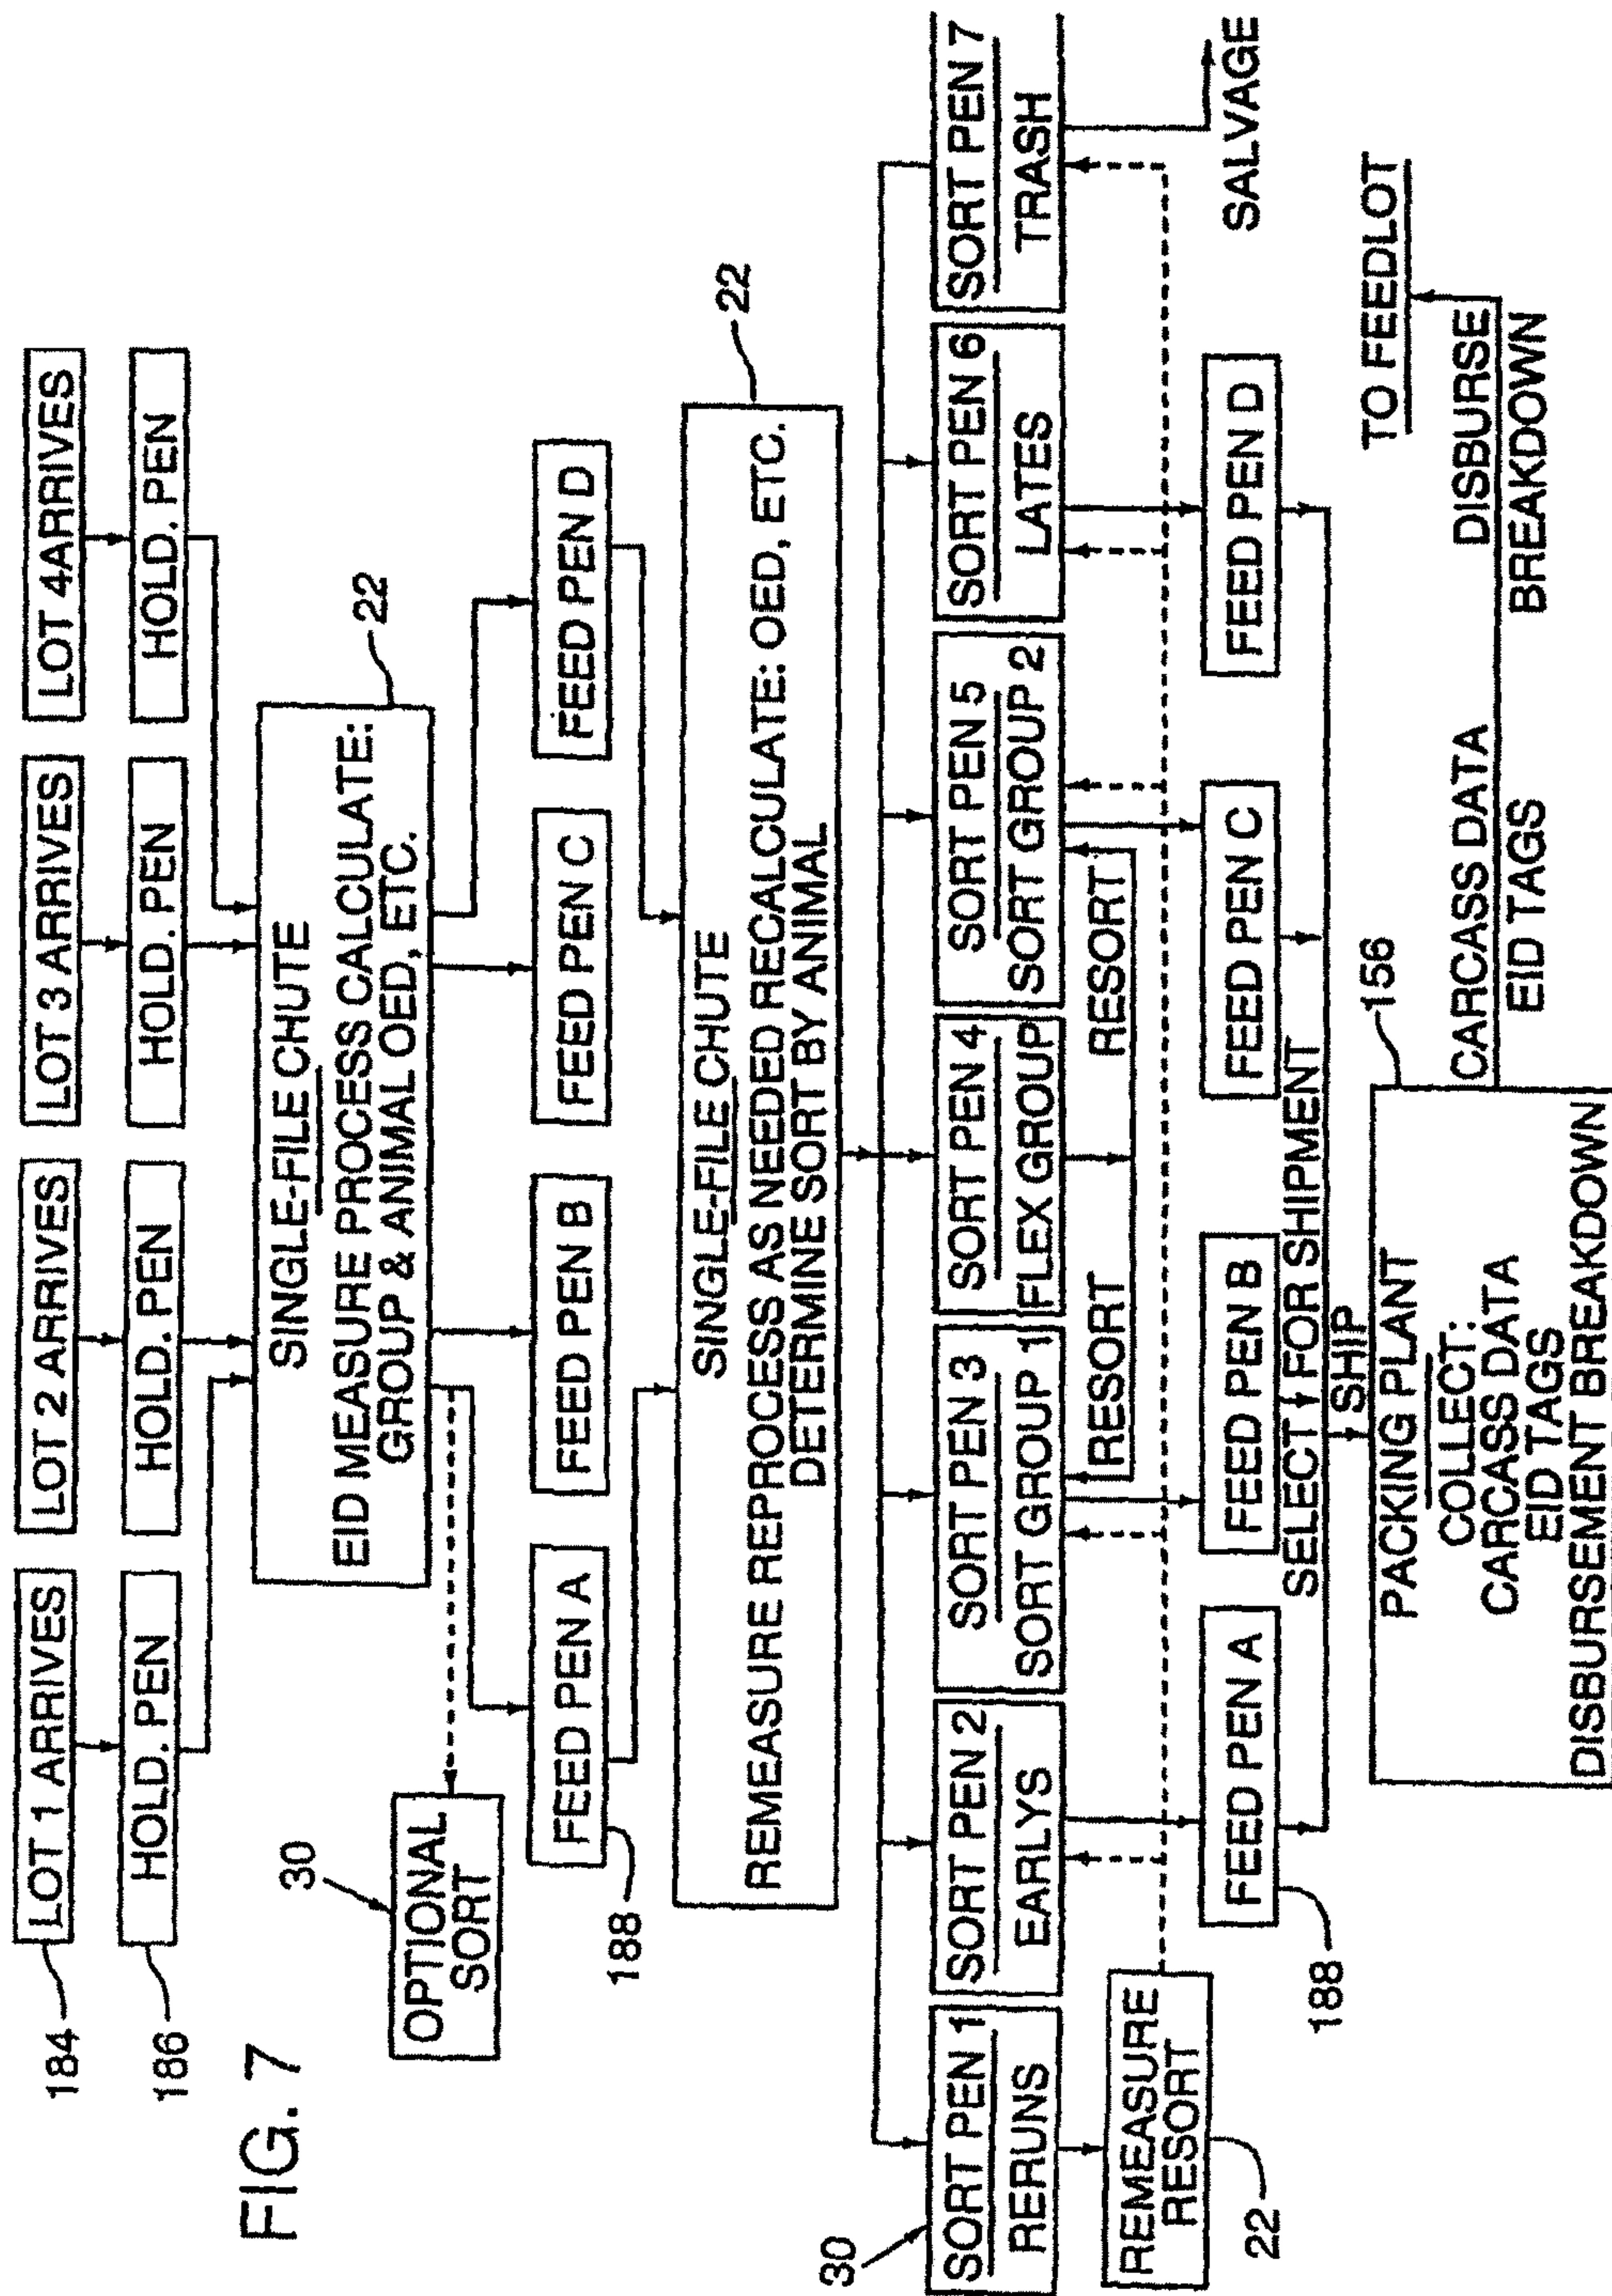 FIG. 7
184
LOT 1 ARRIVES
LOT 2 ARRIVES
LOT 3 ARRIVES
LOT 4ARRIVES
186
HOLD. PEN
HOLD. PEN
HOLD. PEN
HOLD. PEN
SINGLE-FILE CHUTE
EID MEASURE PROCESS CALCULATE:
GROUP & ANIMAL OED, ETC.
22
30
OPTIONAL
SORT
188
FEED PEN A
FEED PEN B
FEED PEN C
FEED PEN D
SINGLE-FILE CHUTE
REMEASURE REPROCESS AS NEEDED RECALCULATE: OED, ETC.
DETERMINE SORT BY ANIMAL
22
30
SORT PEN 1
RERUNS
SORT PEN 2
EARLYS
SORT PEN 3
SORT GROUP 1
SORT PEN 4
FLEX GROUP
SORT PEN 5
SORT GROUP 2
SORT PEN 6
LATES
SORT PEN 7
TRASH
RESORT
RESORT
REMEASURE
RESORT
22
SALVAGE
188
FEED PEN A
FEED PEN B
FEED PEN C
FEED PEN D
SELECT FOR SHIPMENT
SHIP
156
PACKING PLANT
COLLECT:
CARCASS DATA
EID TAGS
DISBURSEMENT BREAKDOWN
CARCASS DATA
EID TAGS
DISBURSE
BREAKDOWN
TO FEEDLOT